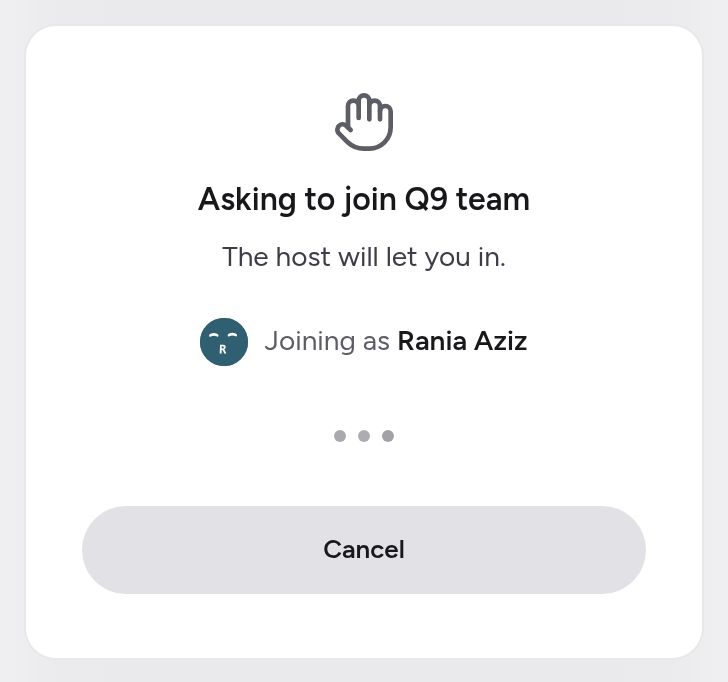 Asking to join Q9 team
The host will let you in.
R
Joining as Rania Aziz
Cancel